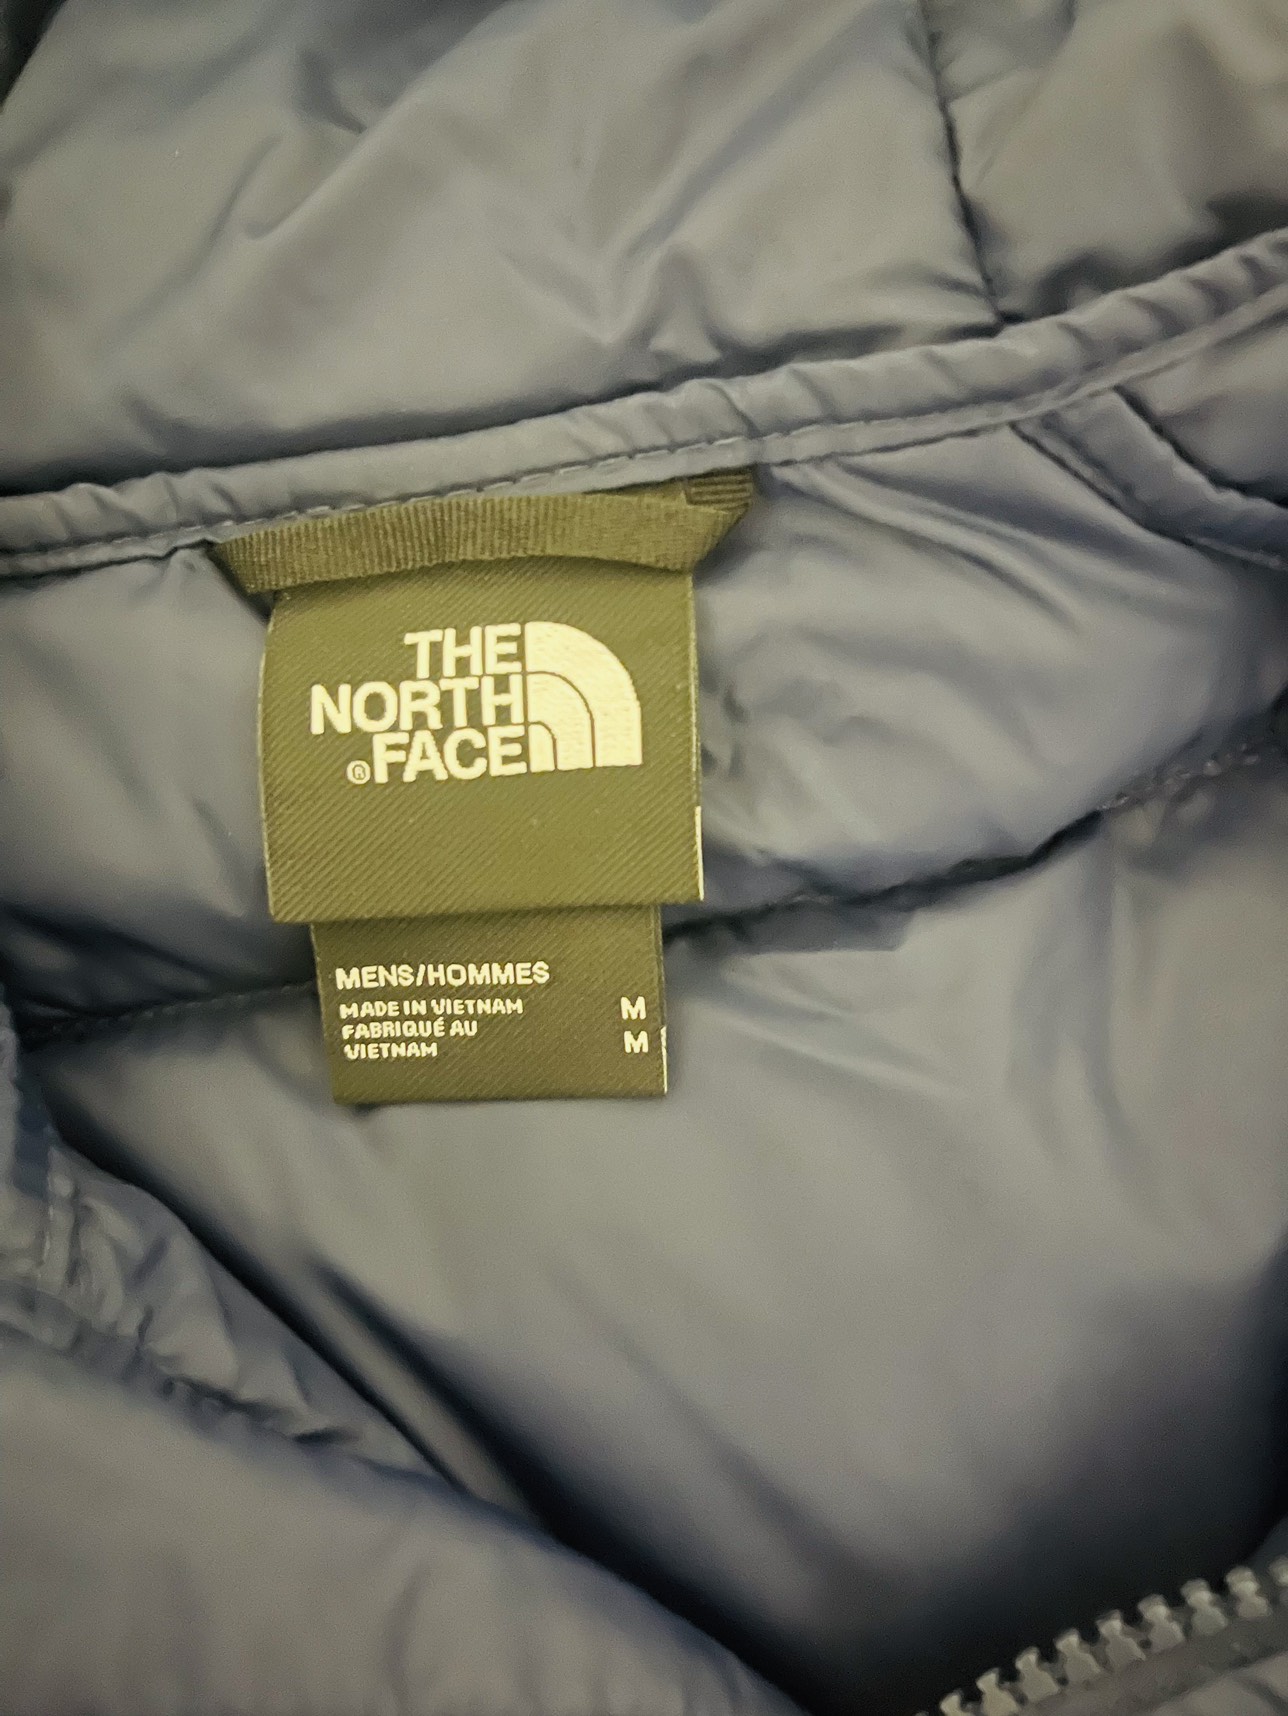 THE
NORTH
®FACE
MENS/HOMMES
MADE IN VIETNAM M
FABRIQUÉ AU M
VIETNAM